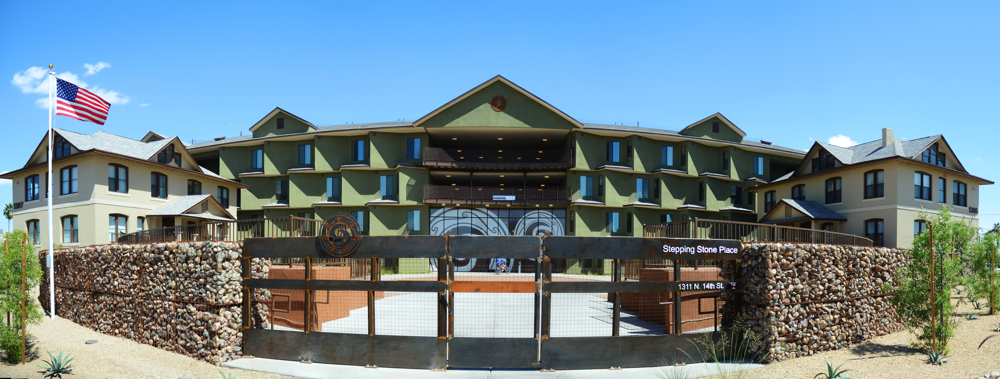 1307
1305
Stepping Stone Place
1311 N. 14th St.